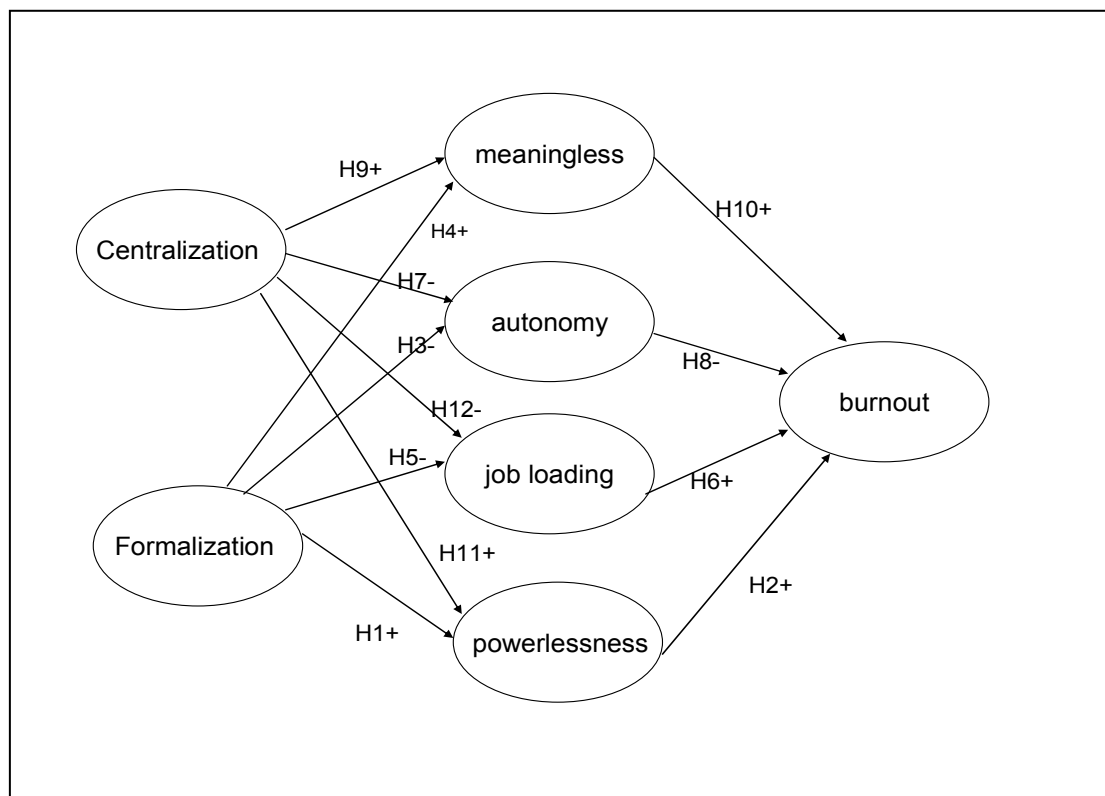 meaningless
H9+
H10+
H4+
Centralization
H7-
autonomy
H3-
H8-
burnout
H12-
H5-
job loading
H6+
Formalization
H11+
H2+
H1+
powerlessness